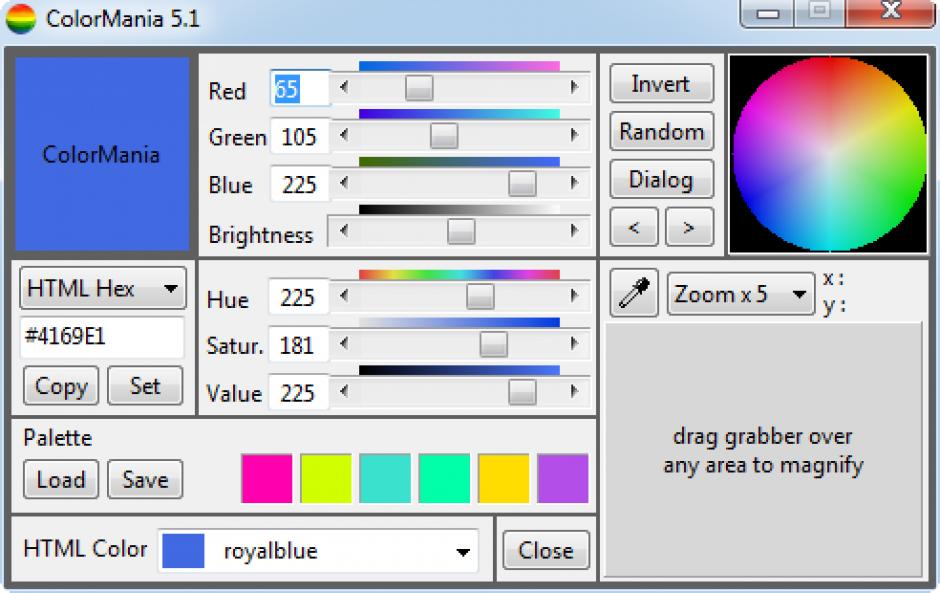 ColorMania 5.1
ColorMania
Red 65
Green 105
Blue 225
Brightness
Invert
Random
Dialog
< >
HTML Hex
#4169E1
Copy Set
Hue 225
Satur. 181
Value 225
Zoom x 5
x :
y :
drag grabber over
any area to magnify
Palette
Load Save
HTML Color royalblue
Close